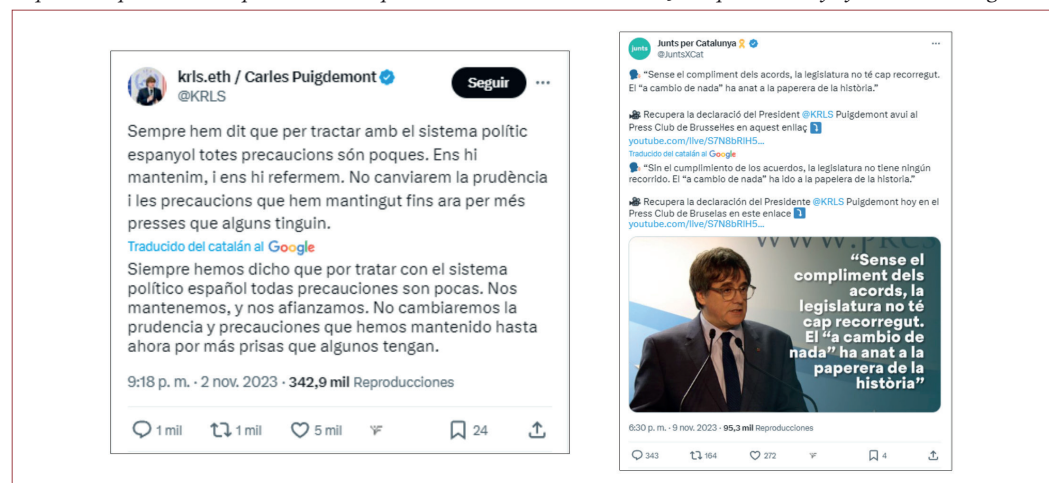 krls.eth / Carles Puigdemont
@KRLS
Seguir
Sempre hem dit que per tractar amb el sistema polític
espanyol totes precaucions són poques. Ens hi
mantenim, i ens hi refermem. No canviarem la prudència
i les precaucions que hem mantingut fins ara per més
presses que alguns tinguin.
Traducido del catalán al Google
Siempre hemos dicho que por tratar con el sistema
político español todas precauciones son pocas. Nos
mantenemos, y nos afianzamos. No cambiaremos la
prudencia y precauciones que hemos mantenido hasta
ahora por más prisas que algunos tengan.
9:18 p. m. · 2 nov. 2023 · 342,9 mil Reproducciones
1 mil 1 mil 5 mil 24
junts
Junts per Catalunya
@JuntsXCat
“Sense el compliment dels acords, la legislatura no té cap recorregut.
El “a cambio de nada” ha anat a la paperera de la història.”
Recupera la declaració del President @KRLS Puigdemont avui al
Press Club de Brussel·les en aquest enllaç
youtube.com/live/S7N8bRIH5...
Traducido del catalán al Google
“Sin el cumplimiento de los acuerdos, la legislatura no tiene ningún
recorrido. El “a cambio de nada” ha ido a la papelera de la historia.”
Recupera la declaración del Presidente @KRLS Puigdemont hoy en el
Press Club de Bruselas en este enlace
youtube.com/live/S7N8bRIH5...
“Sense el
compliment dels
acords, la
legislatura no té
cap recorregut.
El “a cambio de
nada” ha anat a la
paperera de la
història”
6:30 p. m. · 9 nov. 2023 · 95,3 mil Reproducciones
343 164 272 4